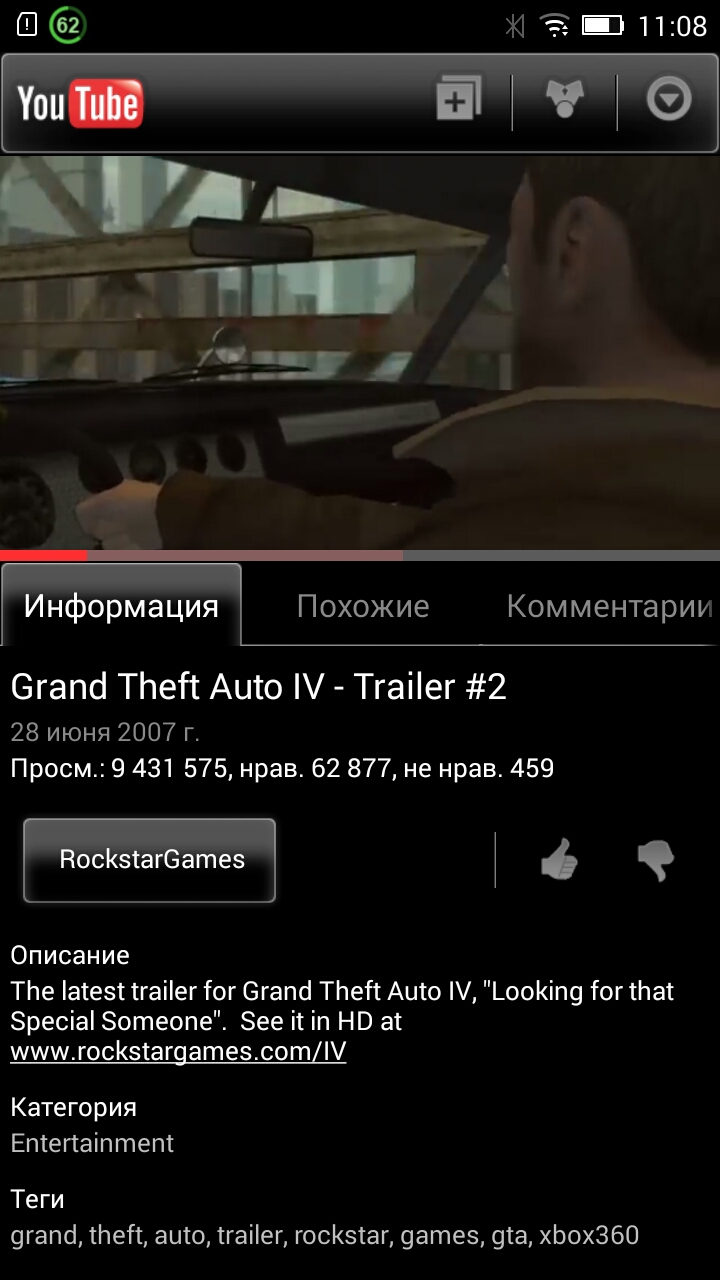 62
11:08
YouTube
Информация
Похожие
Комментарии
Grand Theft Auto IV - Trailer #2
28 июня 2007 г.
Просм.: 9 431 575, нрав. 62 877, не нрав. 459
RockstarGames
Описание
The latest trailer for Grand Theft Auto IV, "Looking for that
Special Someone".  See it in HD at
www.rockstargames.com/IV
Категория
Entertainment
Теги
grand, theft, auto, trailer, rockstar, games, gta, xbox360